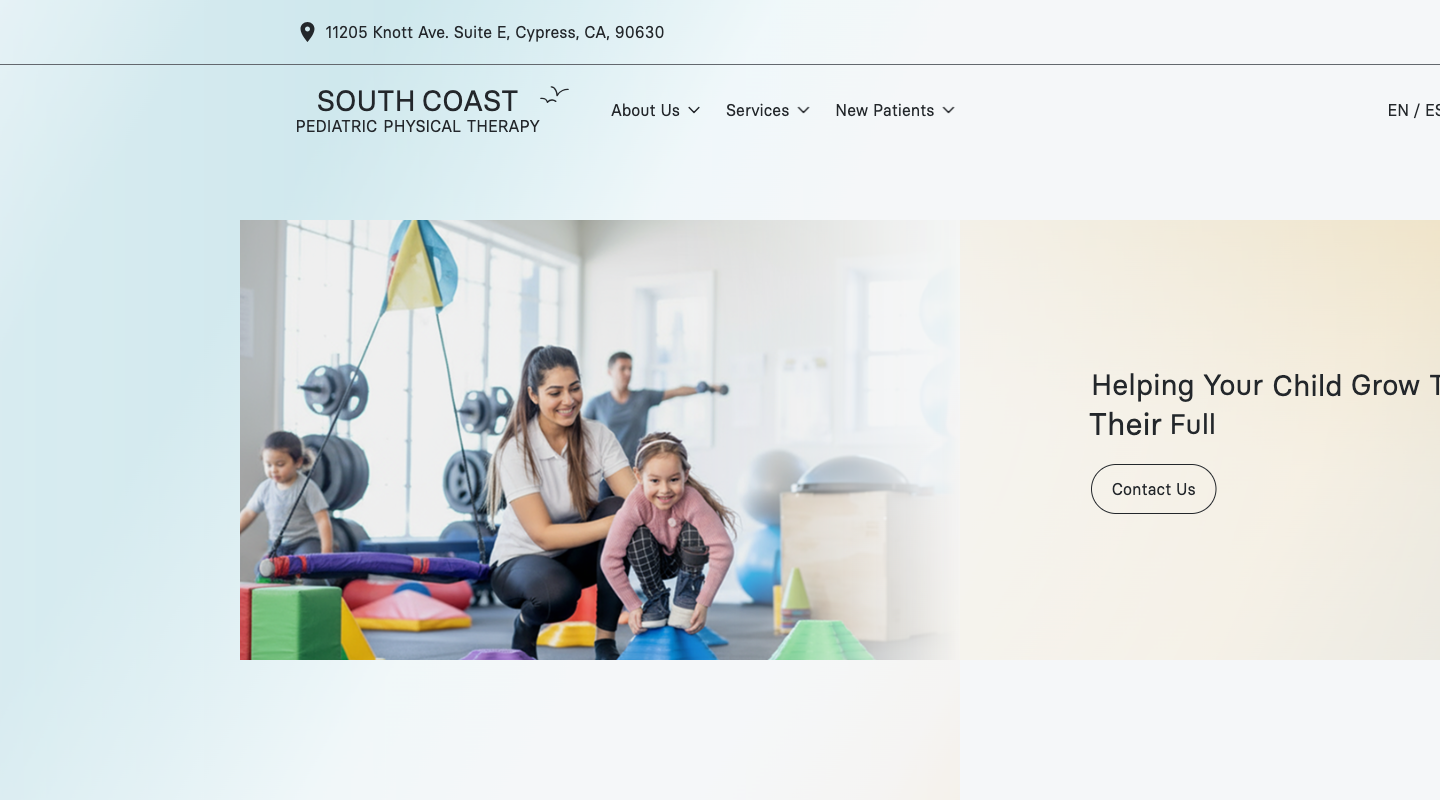 11205 Knott Ave. Suite E, Cypress, CA, 90630
SOUTH COAST
PEDIATRIC PHYSICAL THERAPY
About Us
Services
New Patients
EN / ES
Helping Your Child Grow T
Their Full
Contact Us